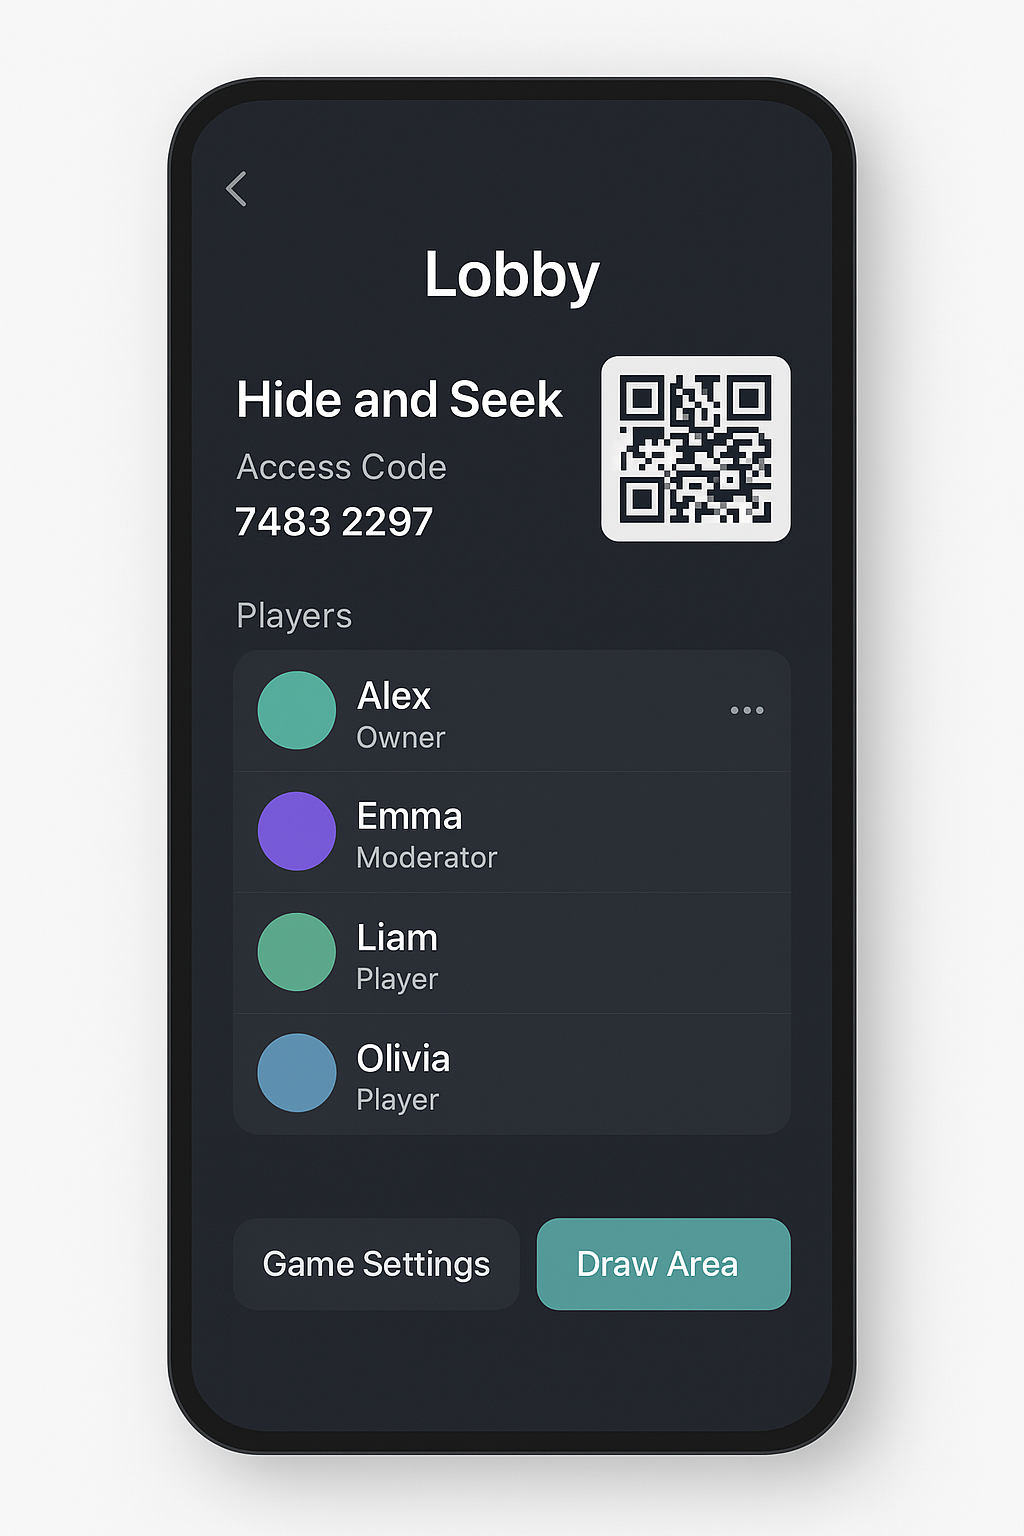 Lobby
Hide and Seek
Access Code
7483 2297
Players
Alex
Owner
Emma
Moderator
Liam
Player
Olivia
Player
Game Settings
Draw Area